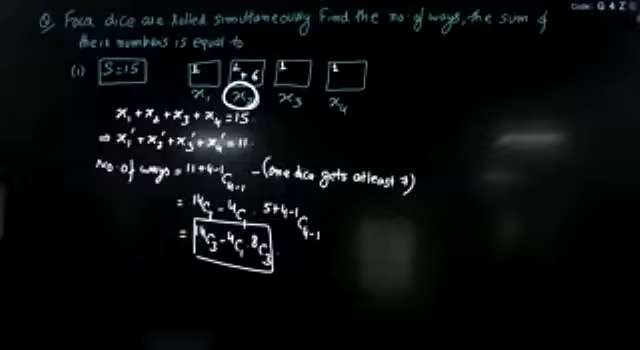 Code: G4Z0
Q. Four dice are rolled simultaneously Find the no. of ways, the sum of
their numbers is equal to
(1) S=15
1 1+6 1 1
x₁ x₂ x₃ x₄
x₁ + x₂ + x₃ + x₄ = 15
⇒ x₁' + x₂' + x₃' + x₄' = 11
No. of ways = ¹¹⁺⁴⁻¹C₄₋₁ - (one dice gets atleast 7)
= ¹⁴C₃ - ⁴C₁ . ⁵⁺⁴⁻¹C₄₋₁
= ¹⁴C₃ - ⁴C₁ . ⁸C₃